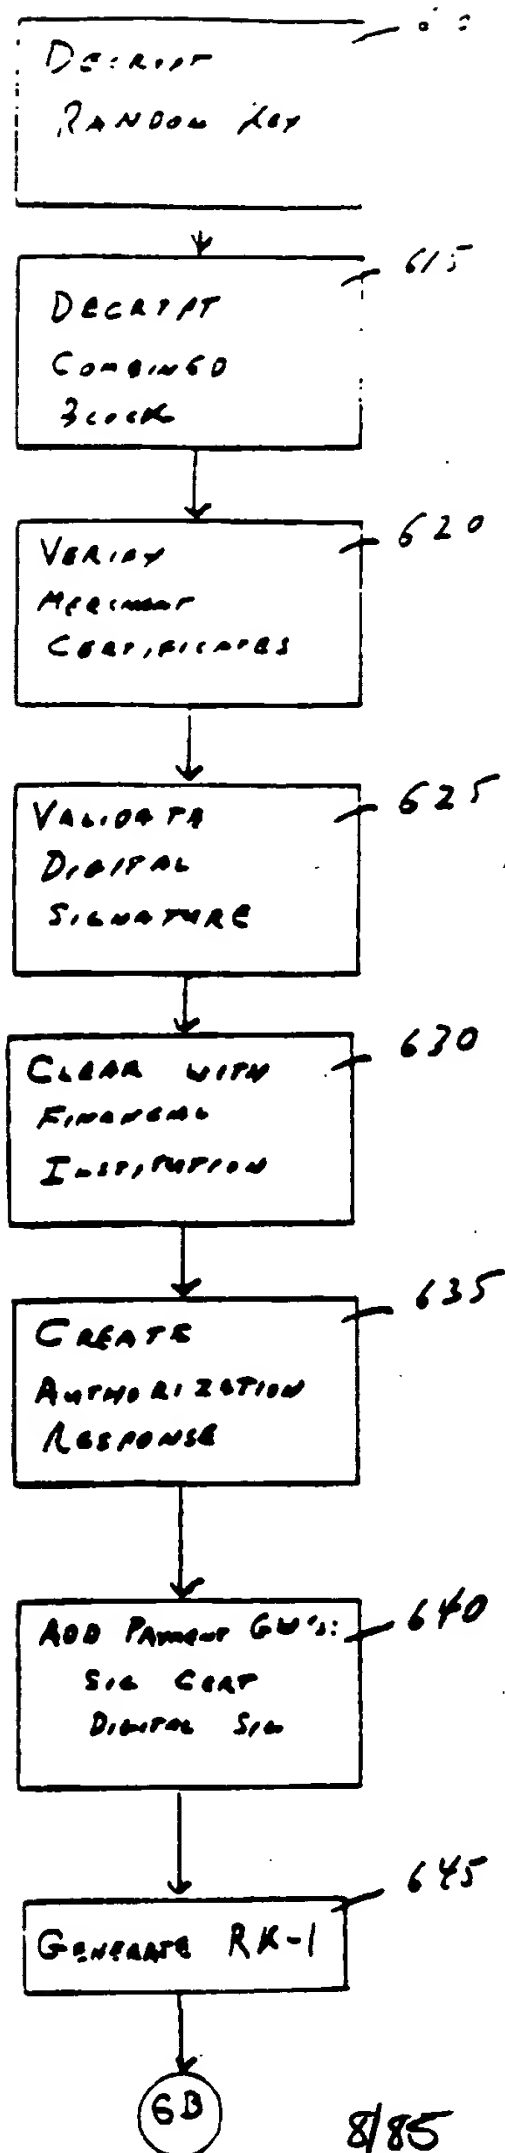 DECRYPT
RANDOM KEY
615
DECRYPT
COMBINED
BLOCK
620
VERIFY
MERCHANT
CERTIFICATES
625
VALIDATE
DIGITAL
SIGNATURE
630
CLEAR WITH
FINANCIAL
INSTITUTION
635
CREATE
AUTHORIZATION
RESPONSE
640
ADD PAYMENT GW'S:
SIG CERT
DIGITAL SIG
645
GENERATE RK-1
6B
8/85